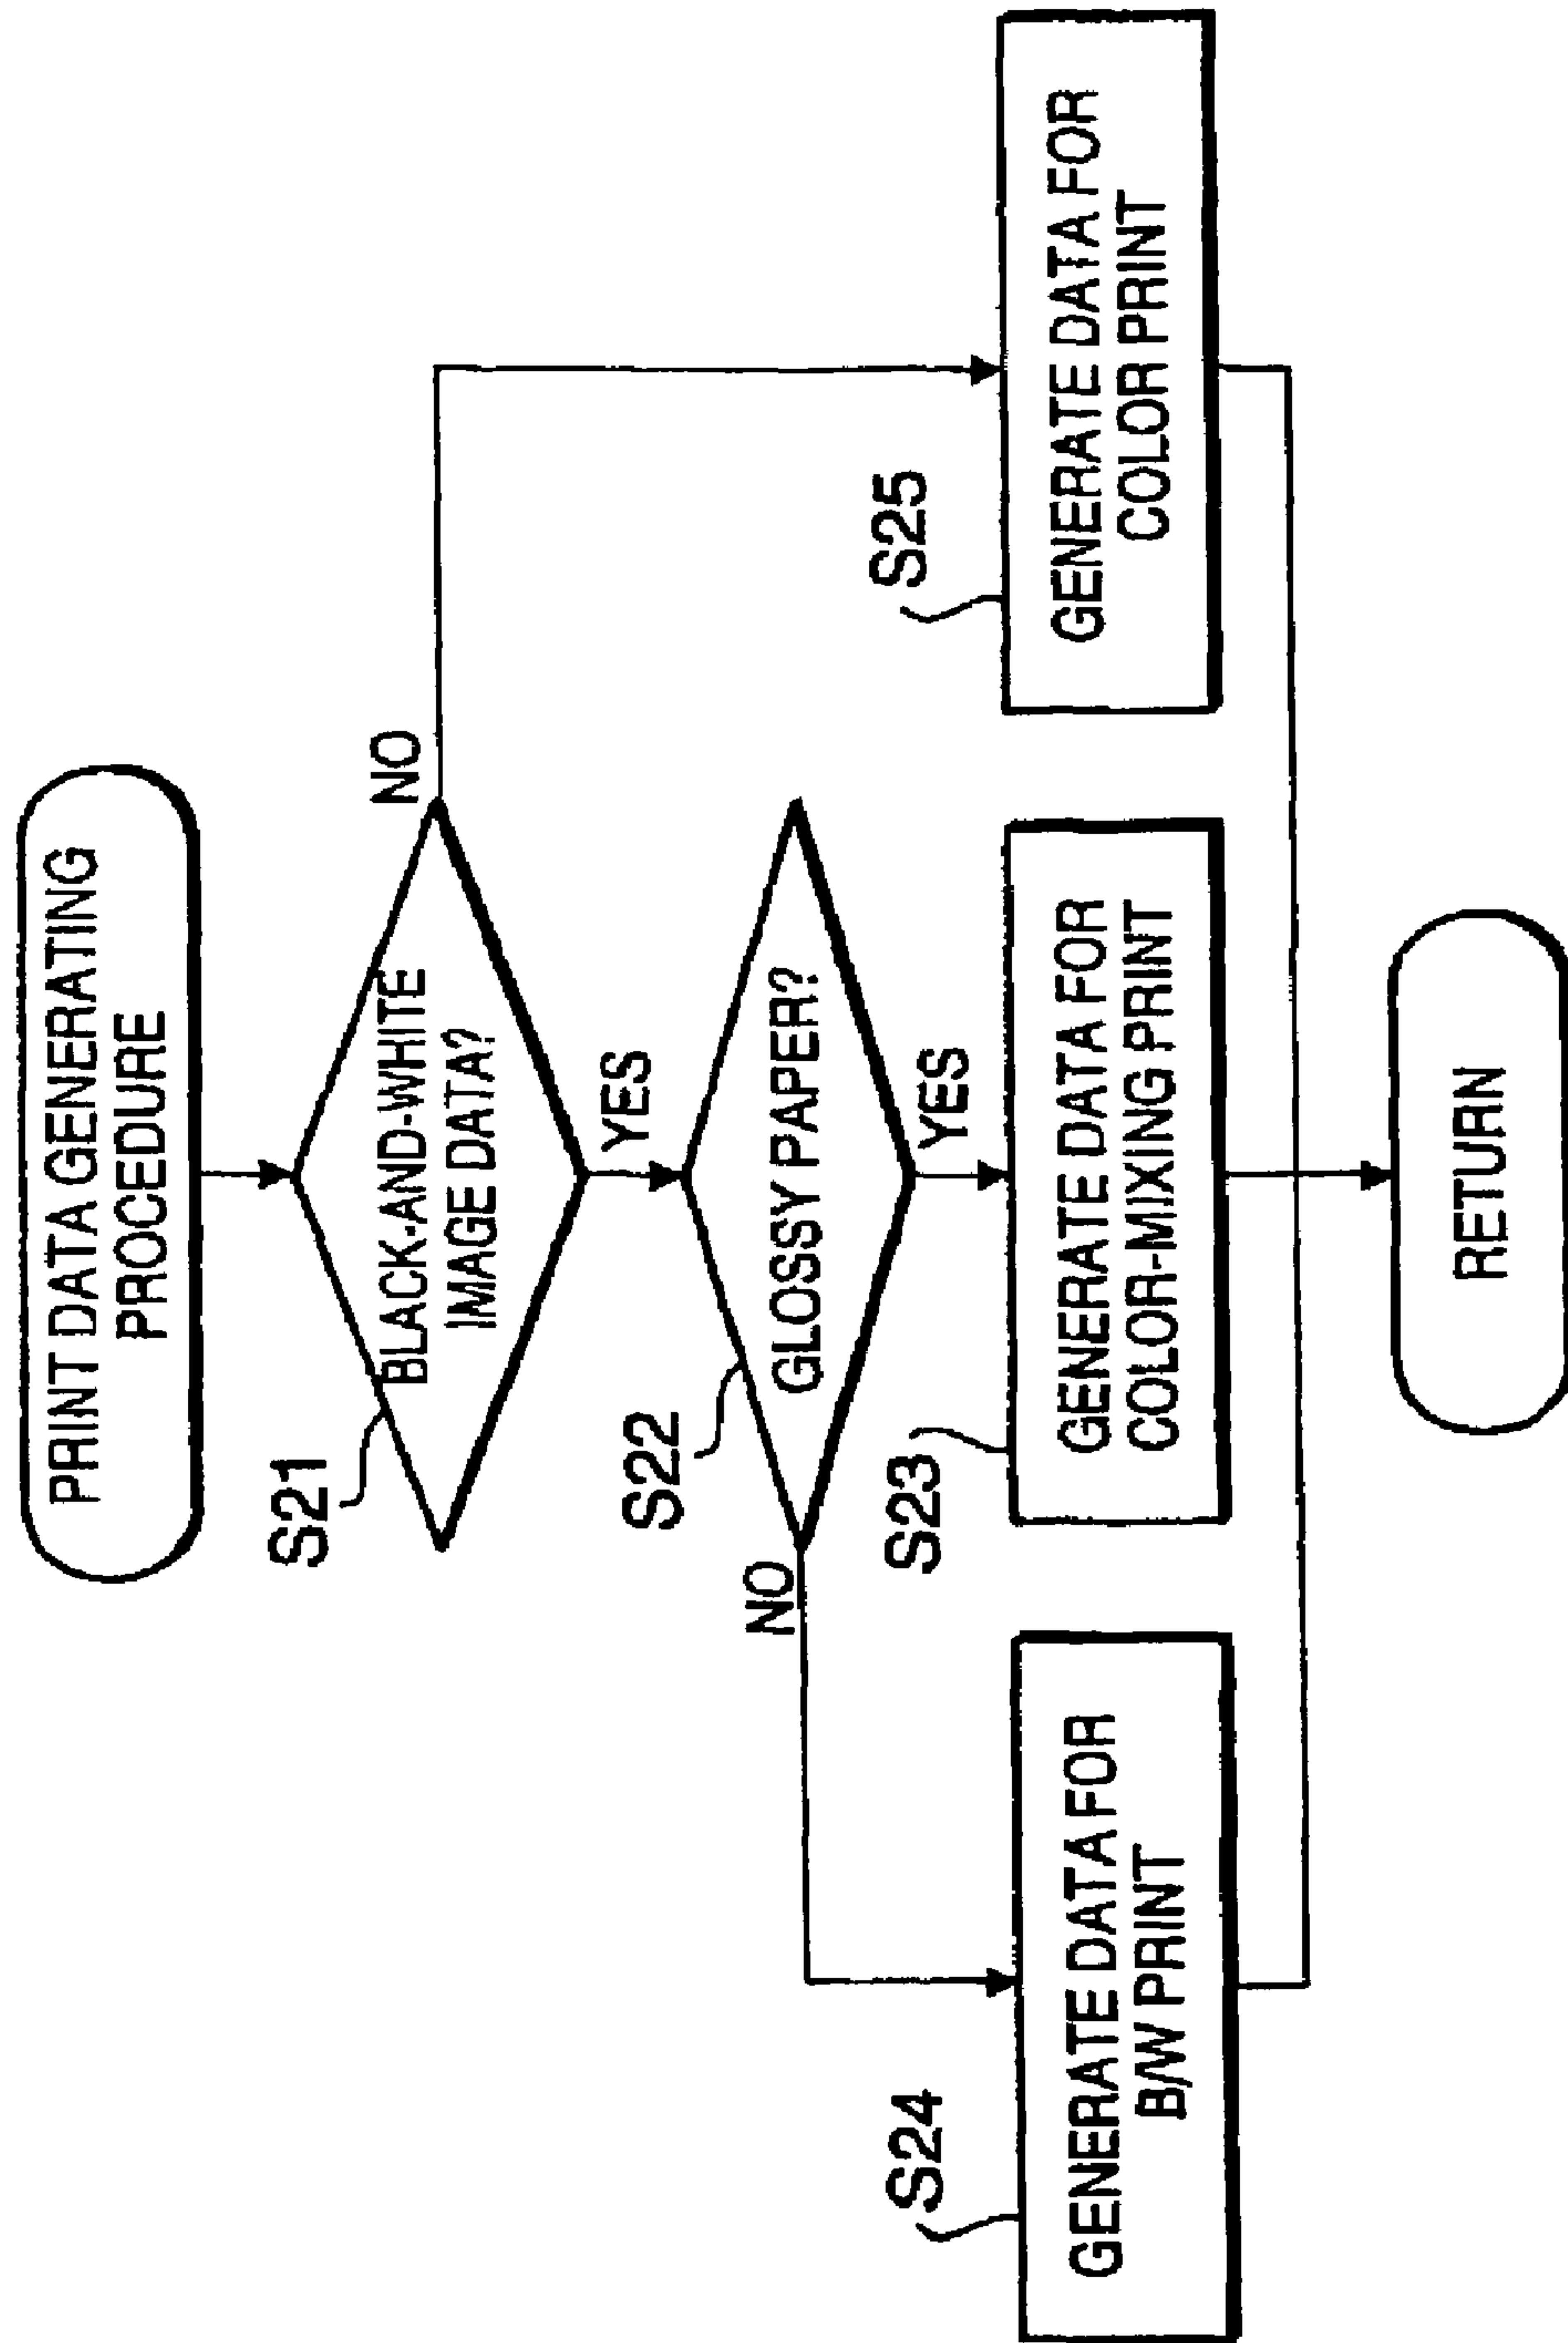 PRINT DATA GENERATING
PROCEDURE
S21
BLACK-AND-WHITE
IMAGE DATA?
NO
YES
S22
GLOSSY PAPER?
NO
YES
S24
GENERATE DATA FOR
B/W PRINT
S23
GENERATE DATA FOR
COLOR-MIXING PRINT
S25
GENERATE DATA FOR
COLOR PRINT
RETURN